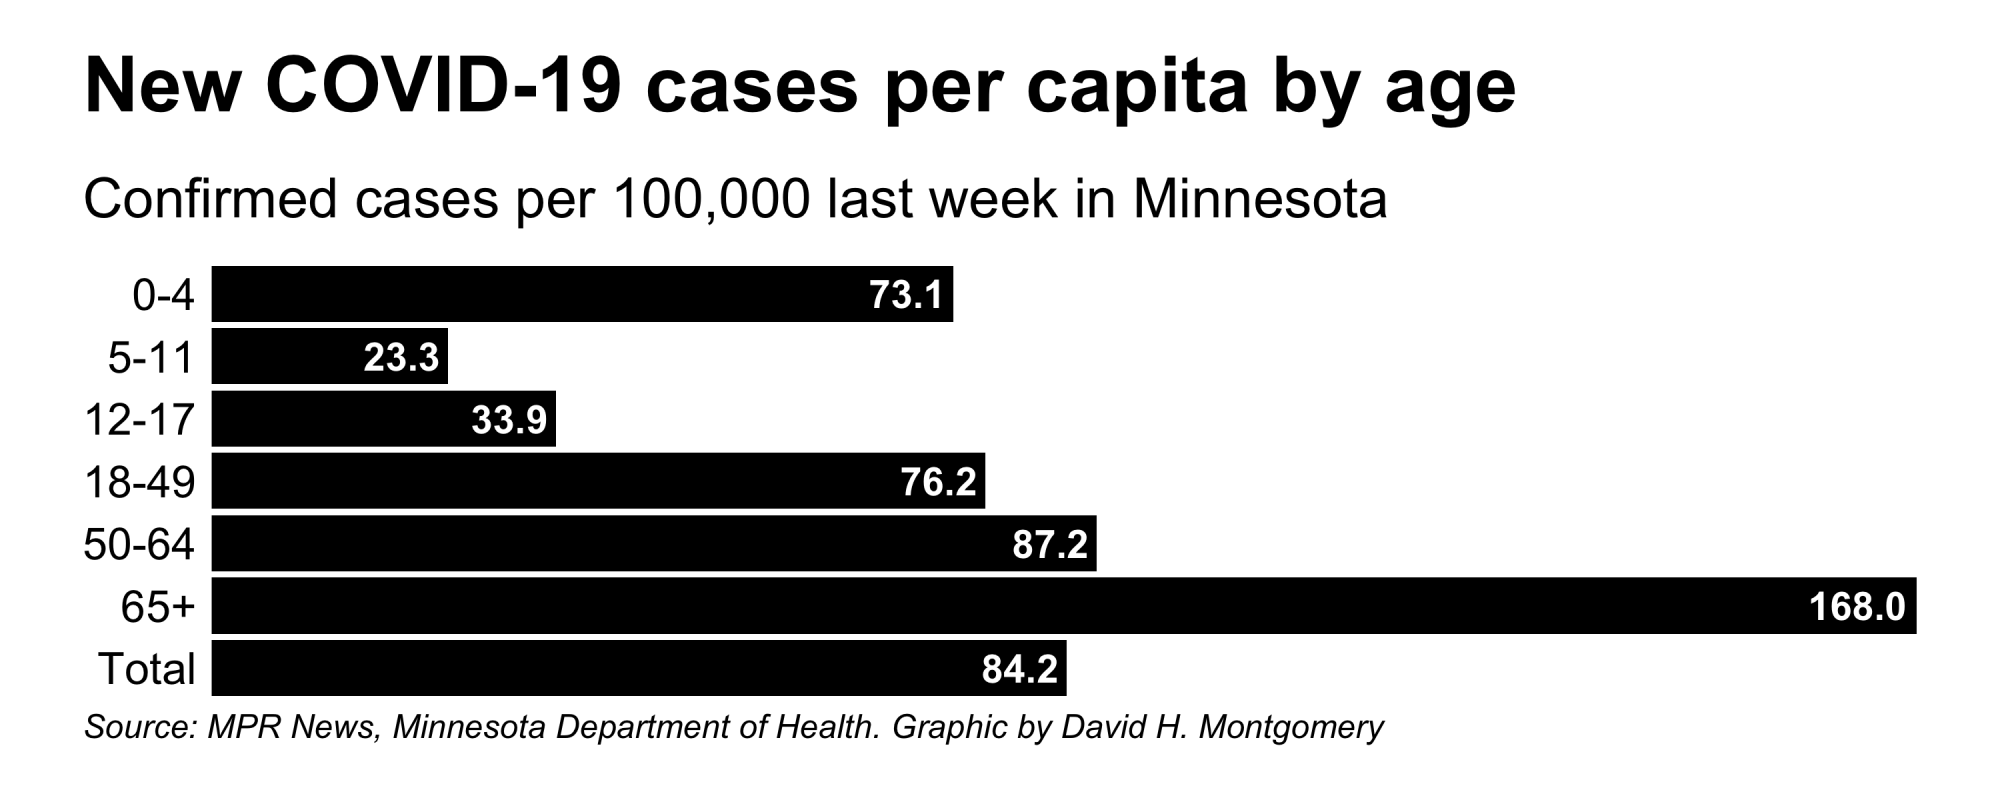 New COVID-19 cases per capita by age
Confirmed cases per 100,000 last week in Minnesota
0-4 73.1
5-11 23.3
12-17 33.9
18-49 76.2
50-64 87.2
65+ 168.0
Total 84.2
Source: MPR News, Minnesota Department of Health. Graphic by David H. Montgomery